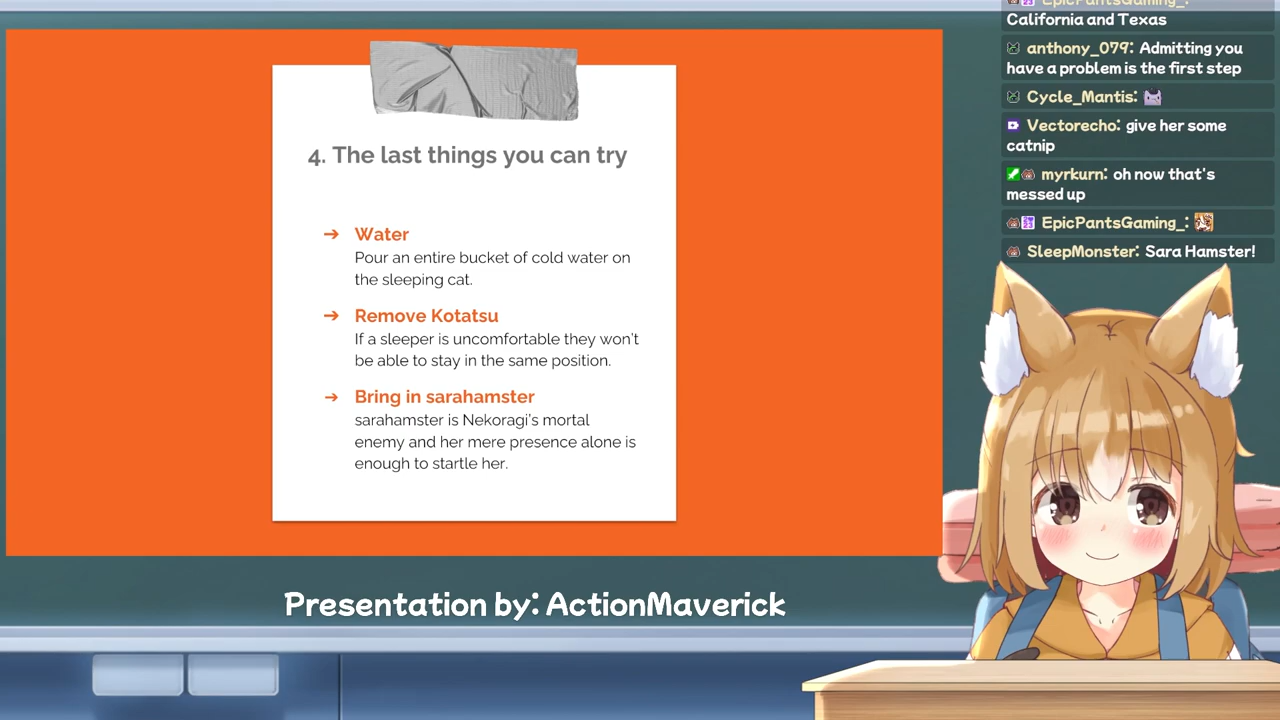 4. The last things you can try
➔ Water
Pour an entire bucket of cold water on
the sleeping cat.
➔ Remove Kotatsu
If a sleeper is uncomfortable they won't
be able to stay in the same position.
➔ Bring in sarahamster
sarahamster is Nekoragi's mortal
enemy and her mere presence alone is
enough to startle her.
Presentation by: ActionMaverick
EpicPantsGaming_:
California and Texas
anthony_079: Admitting you
have a problem is the first step
Cycle_Mantis:
Vectorecho: give her some
catnip
myrkurn: oh now that's
messed up
EpicPantsGaming_:
SleepMonster: Sara Hamster!